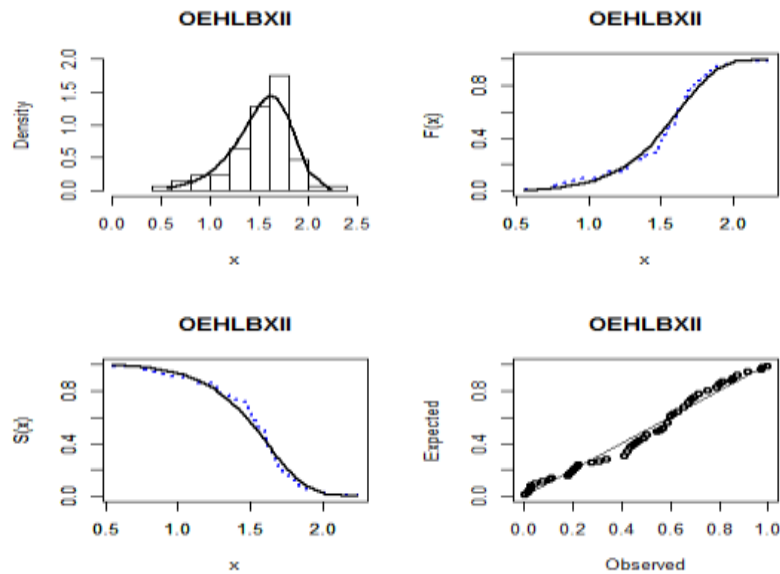 OEHLBXII
Density
0.0 0.5 1.0 1.5 2.0
0.0 0.5 1.0 1.5 2.0 2.5
x
OEHLBXII
F(x)
0.0 0.4 0.8
0.5 1.0 1.5 2.0
x
OEHLBXII
S(x)
0.0 0.4 0.8
0.5 1.0 1.5 2.0
x
OEHLBXII
Expected
0.0 0.4 0.8
0.0 0.2 0.4 0.6 0.8 1.0
Observed